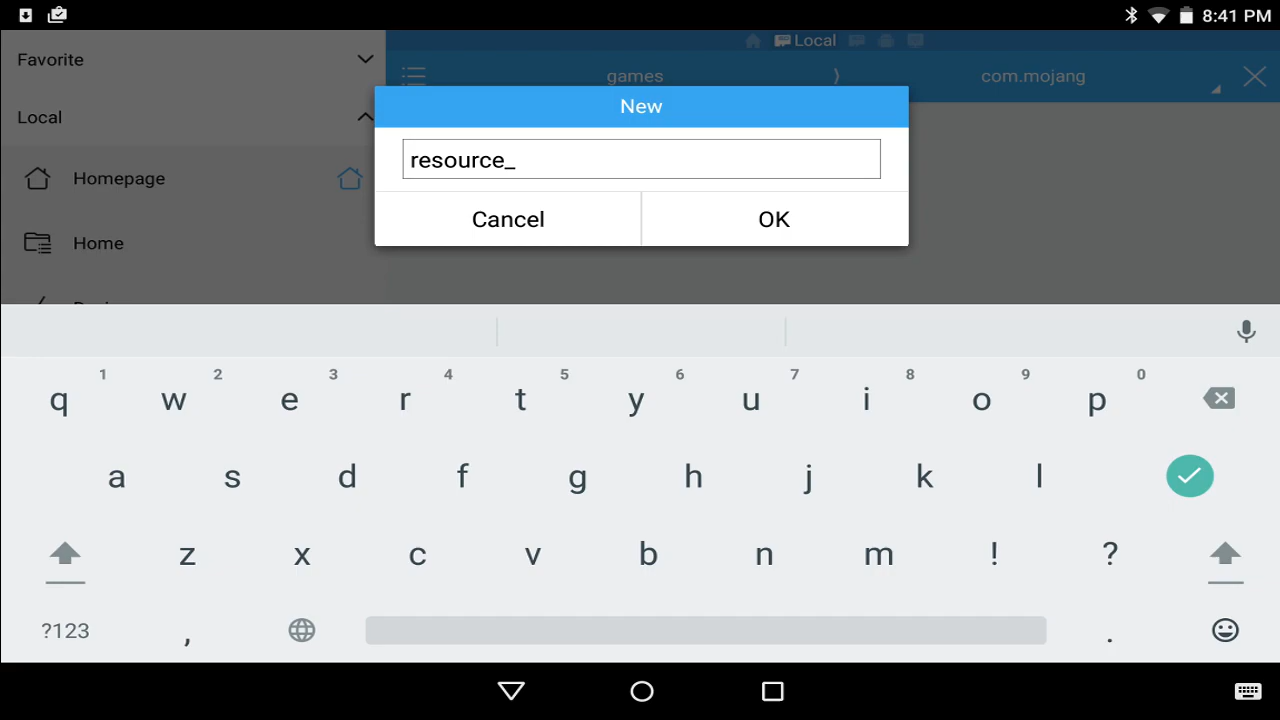 8:41 PM
Favorite
Local
games
com.mojang
Local
New
resource_
Cancel
OK
Homepage
Home
1 2 3 4 5 6 7 8 9 0
q w e r t y u i o p
a s d f g h j k l
z x c v b n m ! ?
?123 , .